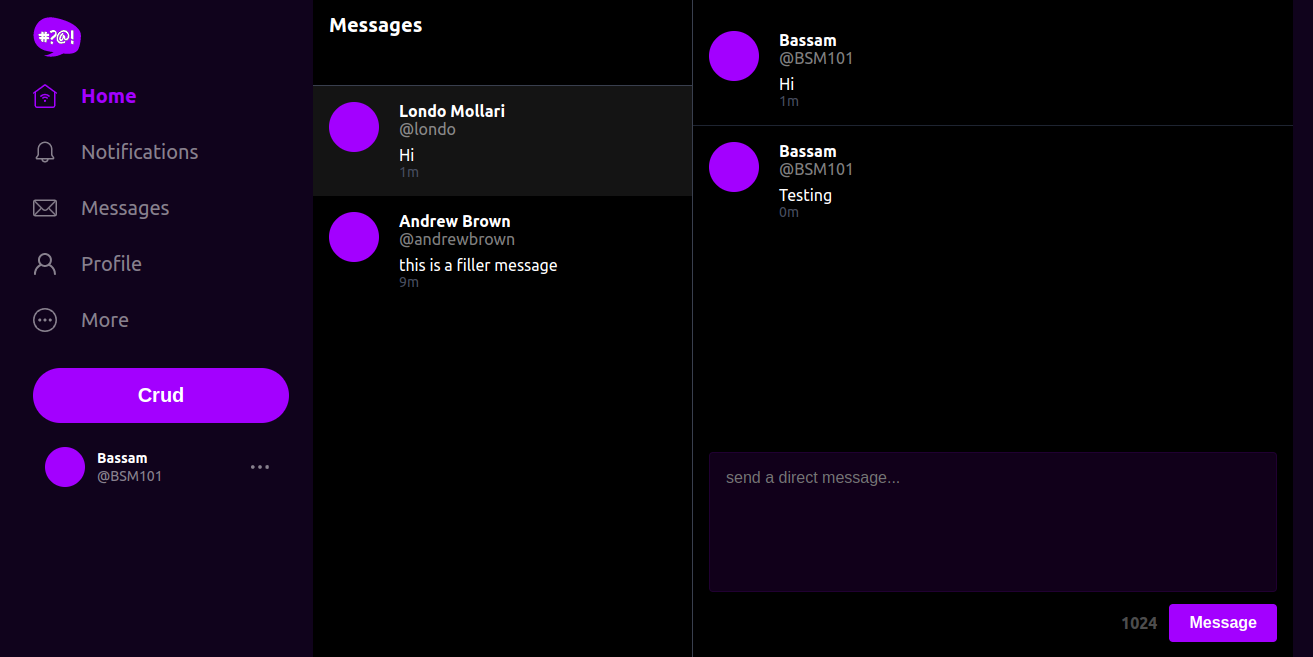 #?@!
Home
Notifications
Messages
Profile
More
Crud
Bassam
@BSM101
Messages
Londo Mollari
@londo
Hi
1m
Andrew Brown
@andrewbrown
this is a filler message
9m
Bassam
@BSM101
Hi
1m
Bassam
@BSM101
Testing
0m
send a direct message...
1024
Message